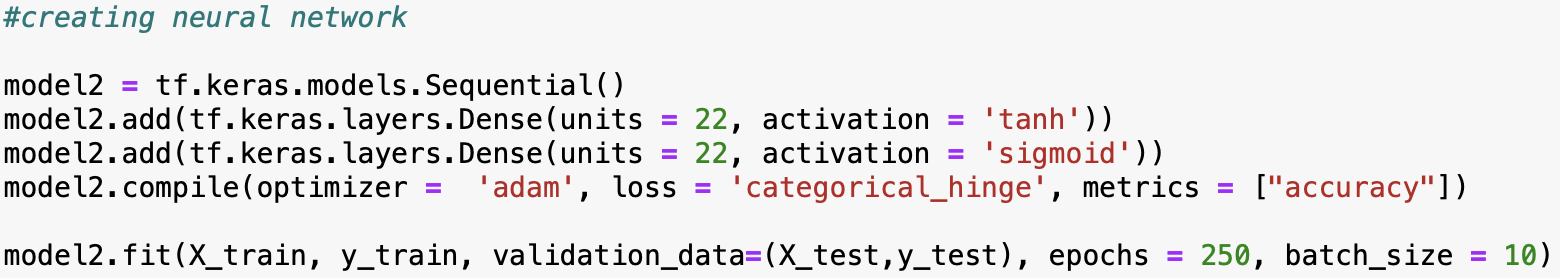 #creating neural network
model2 = tf.keras.models.Sequential()
model2.add(tf.keras.layers.Dense(units = 22, activation = 'tanh'))
model2.add(tf.keras.layers.Dense(units = 22, activation = 'sigmoid'))
model2.compile(optimizer =  'adam', loss = 'categorical_hinge', metrics = ["accuracy"])
model2.fit(X_train, y_train, validation_data=(X_test,y_test), epochs = 250, batch_size = 10)